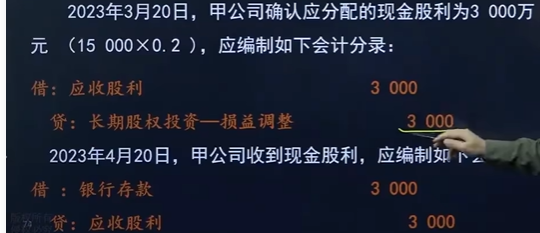 2023年3月20日，甲公司确认应分配的现金股利为3 000万
元 （15 000×0.2 ），应编制如下会计分录：
借：应收股利 3 000
贷：长期股权投资—损益调整 3 000
2023年4月20日，甲公司收到现金股利，应编制如下
借 ：银行存款 3 000
贷：应收股利 3 000